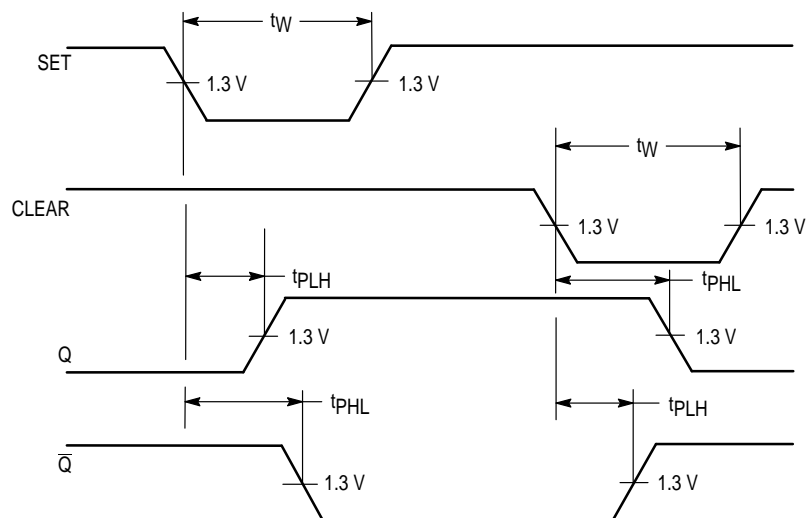 tW
SET
1.3 V
1.3 V
tW
CLEAR
1.3 V
1.3 V
tPLH
tPHL
1.3 V
1.3 V
Q
tPHL
tPLH
Q̅
1.3 V
1.3 V